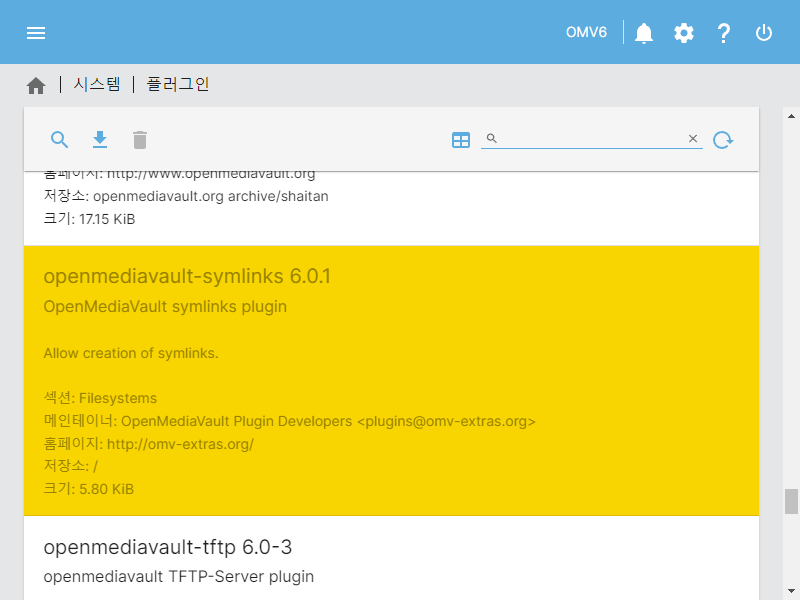 OMV6
시스템 | 플러그인
홈페이지: http://www.openmediavault.org
저장소: openmediavault.org archive/shaitan
크기: 17.15 KiB
openmediavault-symlinks 6.0.1
OpenMediaVault symlinks plugin
Allow creation of symlinks.
섹션: Filesystems
메인테이너: OpenMediaVault Plugin Developers <plugins@omv-extras.org>
홈페이지: http://omv-extras.org/
저장소: /
크기: 5.80 KiB
openmediavault-tftp 6.0-3
openmediavault TFTP-Server plugin